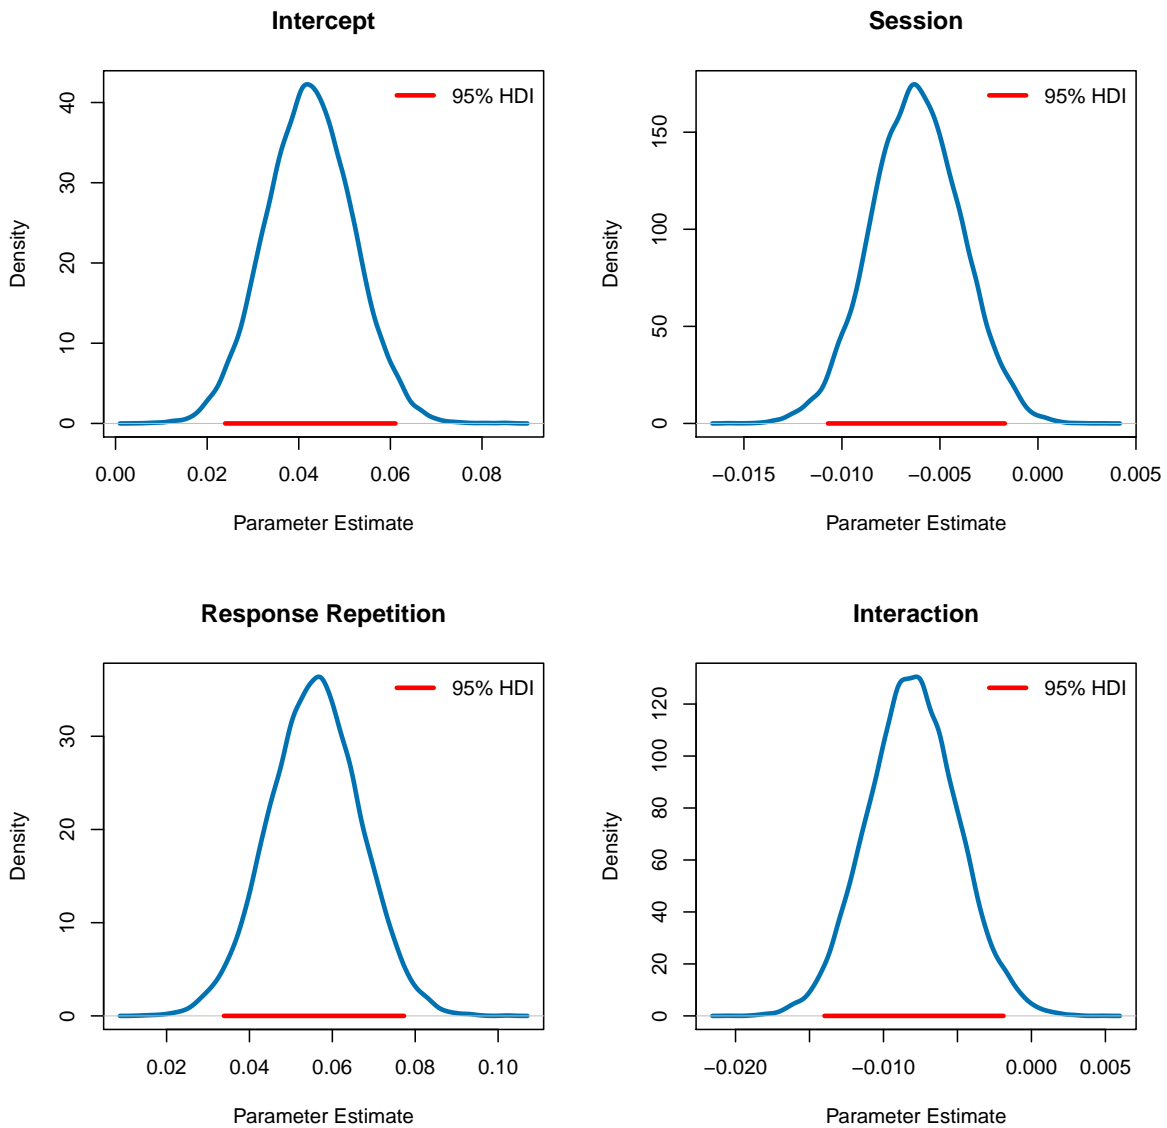 Intercept
Density
40
30
20
10
0
95% HDI
0.00 0.02 0.04 0.06 0.08
Parameter Estimate
Session
Density
150
100
50
0
95% HDI
−0.015 −0.010 −0.005 0.000 0.005
Parameter Estimate
Response Repetition
Density
30
20
10
0
95% HDI
0.02 0.04 0.06 0.08 0.10
Parameter Estimate
Interaction
Density
120
100
80
60
40
20
0
95% HDI
−0.020 −0.010 0.000 0.005
Parameter Estimate